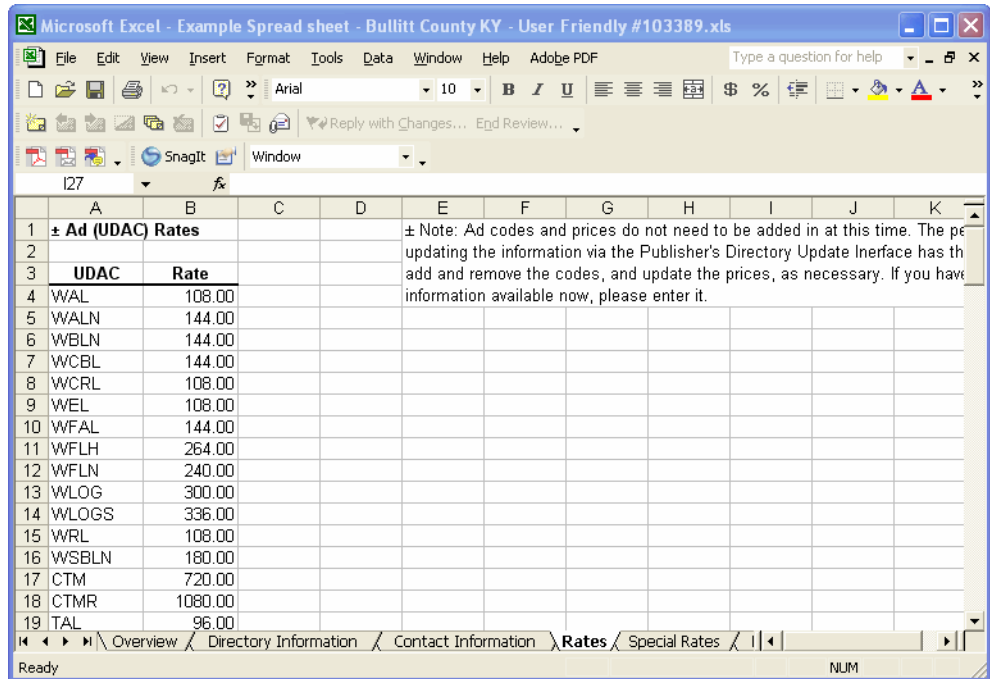 Microsoft Excel - Example Spread sheet - Bullitt County KY - User Friendly #103389.xls
File Edit View Insert Format Tools Data Window Help Adobe PDF Type a question for help
Arial 10 B I U $ %
Reply with Changes... End Review...
SnagIt Window
I27 fx
A B C D E F G H I J K
1 ± Ad (UDAC) Rates ± Note: Ad codes and prices do not need to be added in at this time. The pe
2 updating the information via the Publisher's Directory Update Inerface has th
3 UDAC Rate add and remove the codes, and update the prices, as necessary. If you have
4 WAL 108.00 information available now, please enter it.
5 WALN 144.00
6 WBLN 144.00
7 WCBL 144.00
8 WCRL 108.00
9 WEL 108.00
10 WFAL 144.00
11 WFLH 264.00
12 WFLN 240.00
13 WLOG 300.00
14 WLOGS 336.00
15 WRL 108.00
16 WSBLN 180.00
17 CTM 720.00
18 CTMR 1080.00
19 TAL 96.00
Overview Directory Information Contact Information Rates Special Rates
Ready NUM